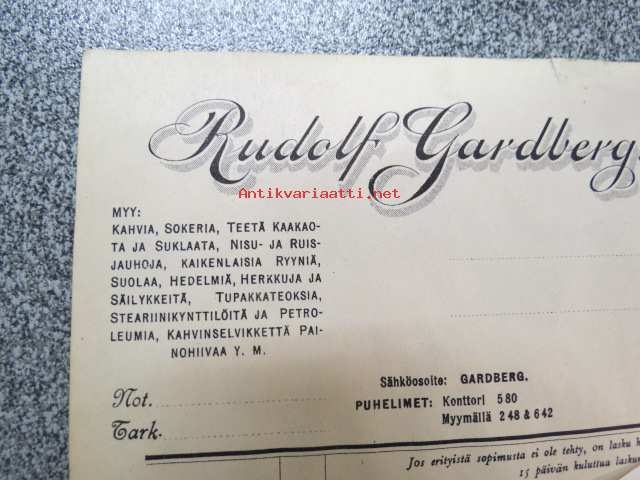 Rudolf Gardberg
Antikvariaatti.net
MYY:
KAHVIA, SOKERIA, TEETÄ KAAKAO-
TA JA SUKLAATA, NISU- JA RUIS-
JAUHOJA, KAIKENLAISIA RYYNIÄ,
SUOLAA, HEDELMIÄ, HERKKUJA JA
SÄILYKKEITÄ, TUPAKKATEOKSIA,
STEARIINIKYNTTILÖITÄ JA PETRO-
LEUMIA, KAHVINSELVIKKETTÄ PAI-
NOHIIVAA Y. M.
Not.
Tark.
Sähköosoite: GARDBERG.
PUHELIMET: Konttori 580
Myymällä 248 & 642
Jos erityistä sopimusta ei ole tehty, on lasku
15 päivän kuluttua